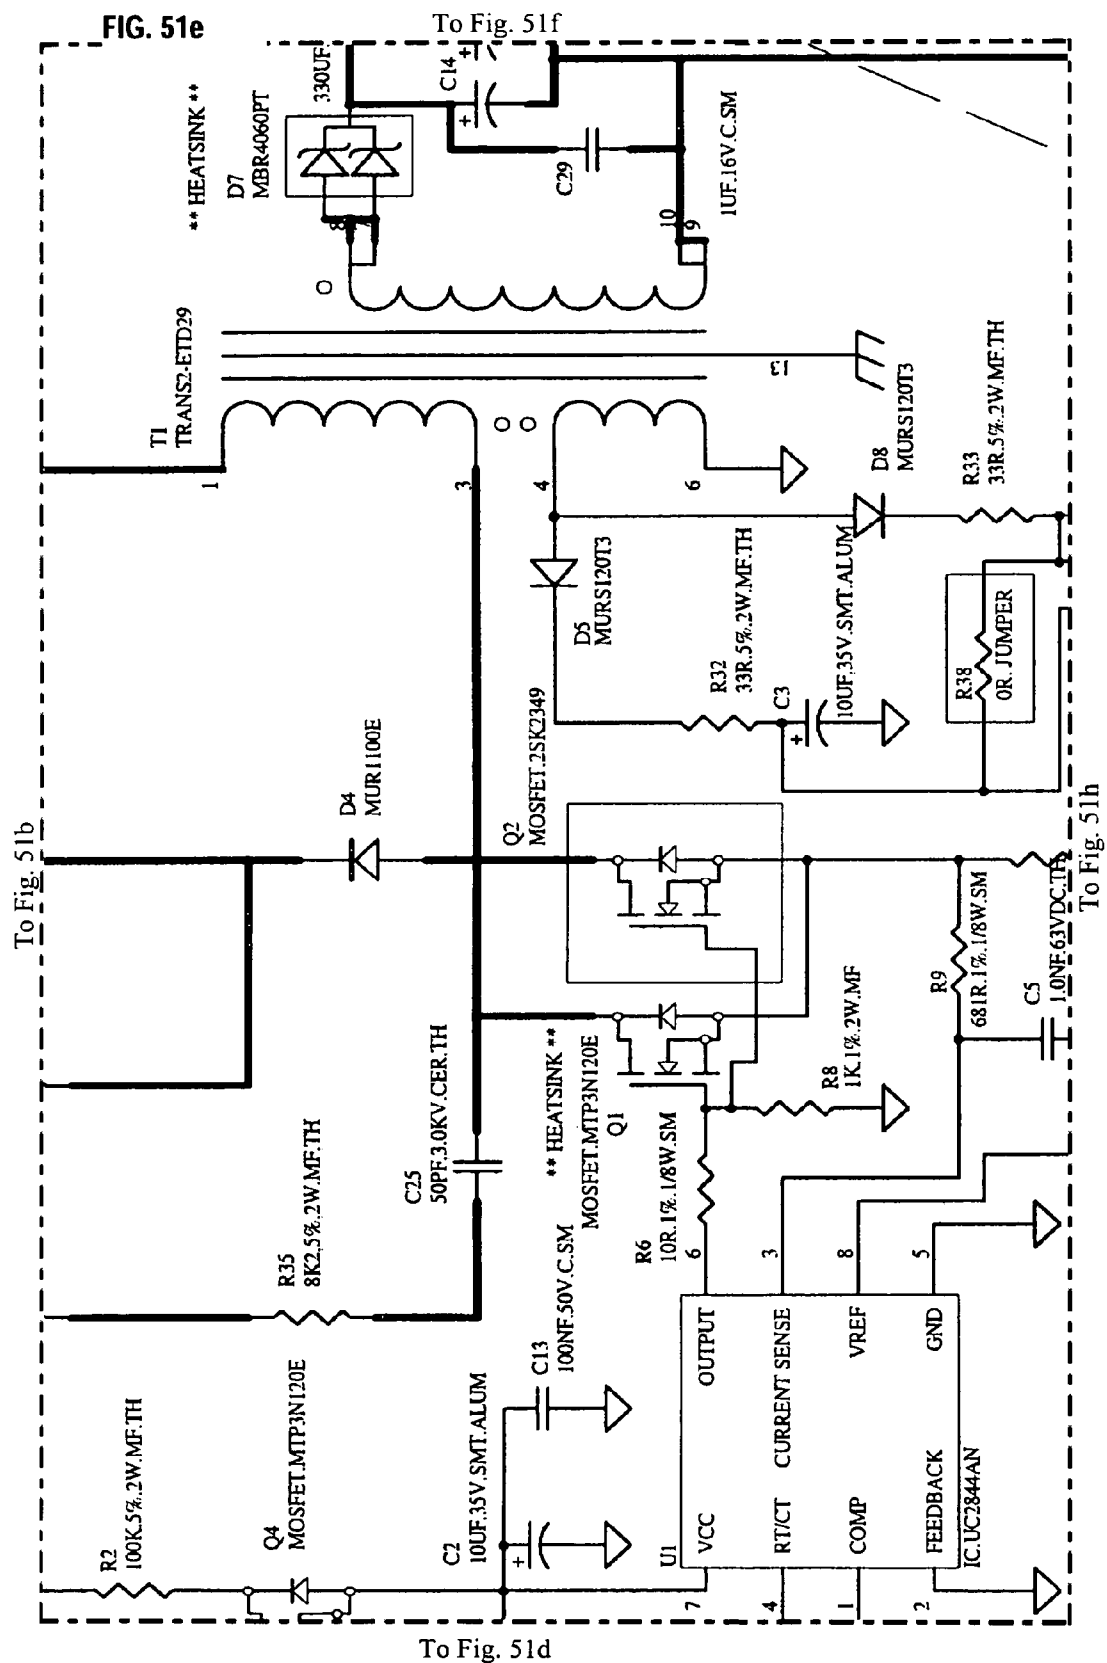 FIG. 51e
To Fig. 51f
** HEATSINK **
D7
MBR4060PT
330UF.
C14
+
+
C29
1UF.16V.C.SM
8
7
10
9
T1
TRANS2-ETD29
13
1
3
4
6
D8
MURS120T3
R33
33R.5%.2W.MF.TH
D5
MURS120T3
R32
33R.5%.2W.MF.TH
C3
10UF.35V.SMT.ALUM
+
R38
0R. JUMPER
D4
MUR1100E
Q2
MOSFET.2SK2349
To Fig. 51b
To Fig. 51h
R9
681R.1%.1/8W.SM
C5
1.0NF.63VDC.TH
R8
1K.1%.2W.MF
C25
50PF.3.0KV.CER.TH
** HEATSINK **
MOSFET.MTP3N120E
Q1
R6
10R.1%.1/8W.SM
R35
8K2.5%.2W.MF.TH
C13
100NF.50V.C.SM
6
3
8
5
OUTPUT
CURRENT SENSE
VREF
GND
R2
100K.5%.2W.MF.TH
Q4
MOSFET.MTP3N120E
C2
10UF.35V.SMT.ALUM
+
U1
VCC
RT/CT
COMP
FEEDBACK
IC.UC2844AN
7
4
1
2
To Fig. 51d